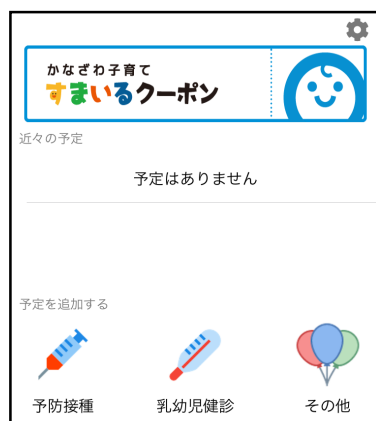 かなざわ子育て
すまいるクーポン
近々の予定
予定はありません
予定を追加する
予防接種 乳幼児健診 その他